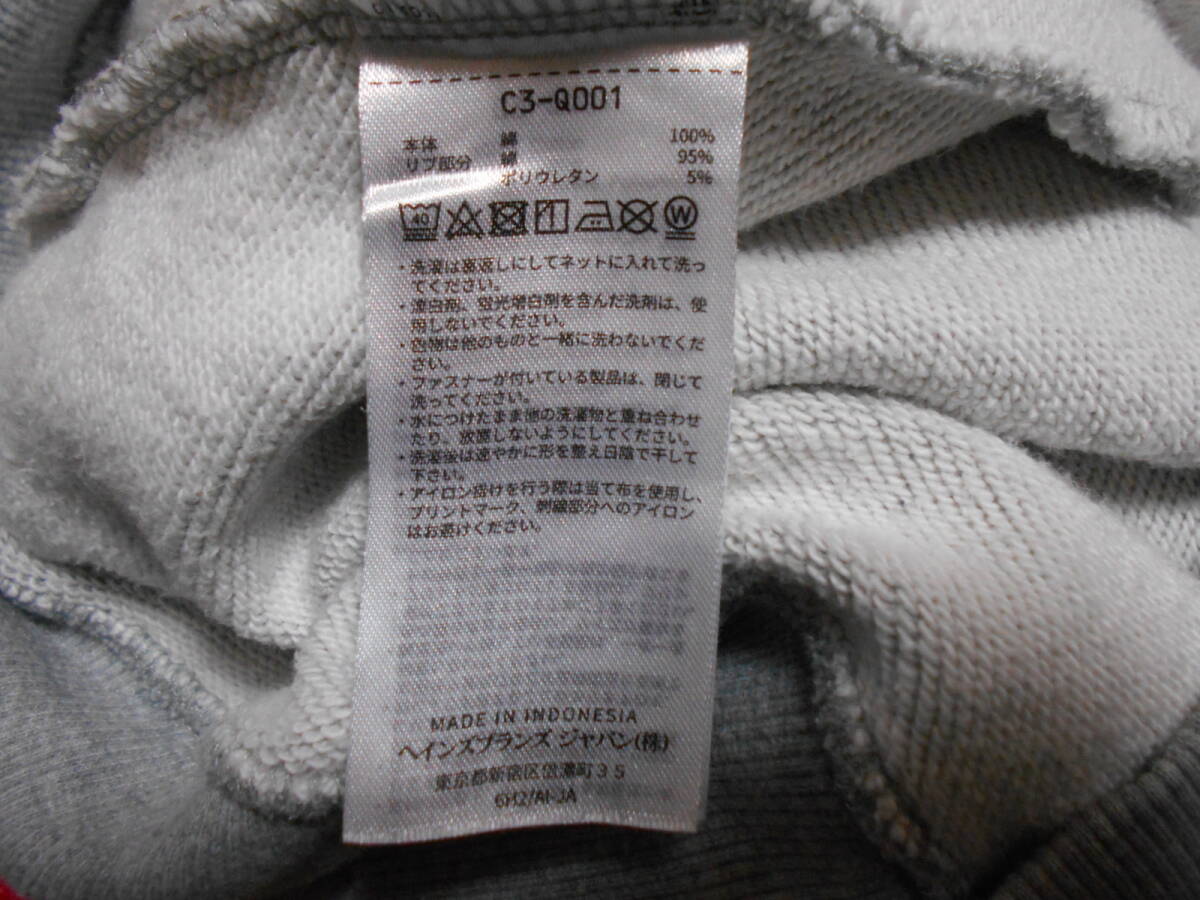 C3-Q001
本体 綿 100%
リブ部分 綿 95%
ポリウレタン 5%
40 W
・洗濯は裏返しにしてネットに入れて洗っ
てください。
・漂白剤、蛍光増白剤を含んだ洗剤は、使
用しないでください。
・色物は他のものと一緒に洗わないでくだ
さい。
・ファスナーが付いている製品は、閉じて
洗ってください。
・水につけたまま他の洗濯物と重ね合わせ
たり、放置しないようにしてください。
・洗濯後は速やかに形を整え日陰で干して
下さい。
・アイロン掛けを行う際は当て布を使用し、
プリントマーク、刺繍部分へのアイロン
はお避けください。
MADE IN INDONESIA
ヘインズブランズ ジャパン(株)
東京都新宿区信濃町35
6H2/AI-JA